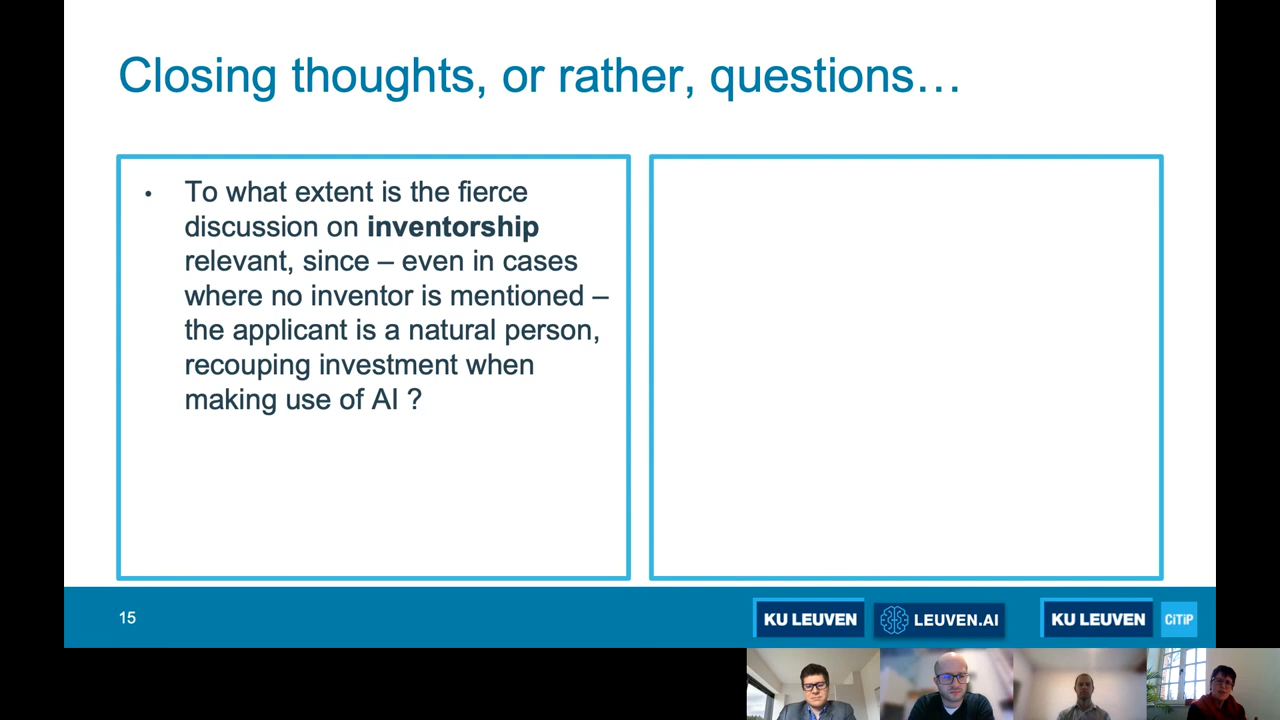 Closing thoughts, or rather, questions…
• To what extent is the fierce
discussion on inventorship
relevant, since – even in cases
where no inventor is mentioned –
the applicant is a natural person,
recouping investment when
making use of AI ?
15
KU LEUVEN
LEUVEN.AI
KU LEUVEN
CiTiP